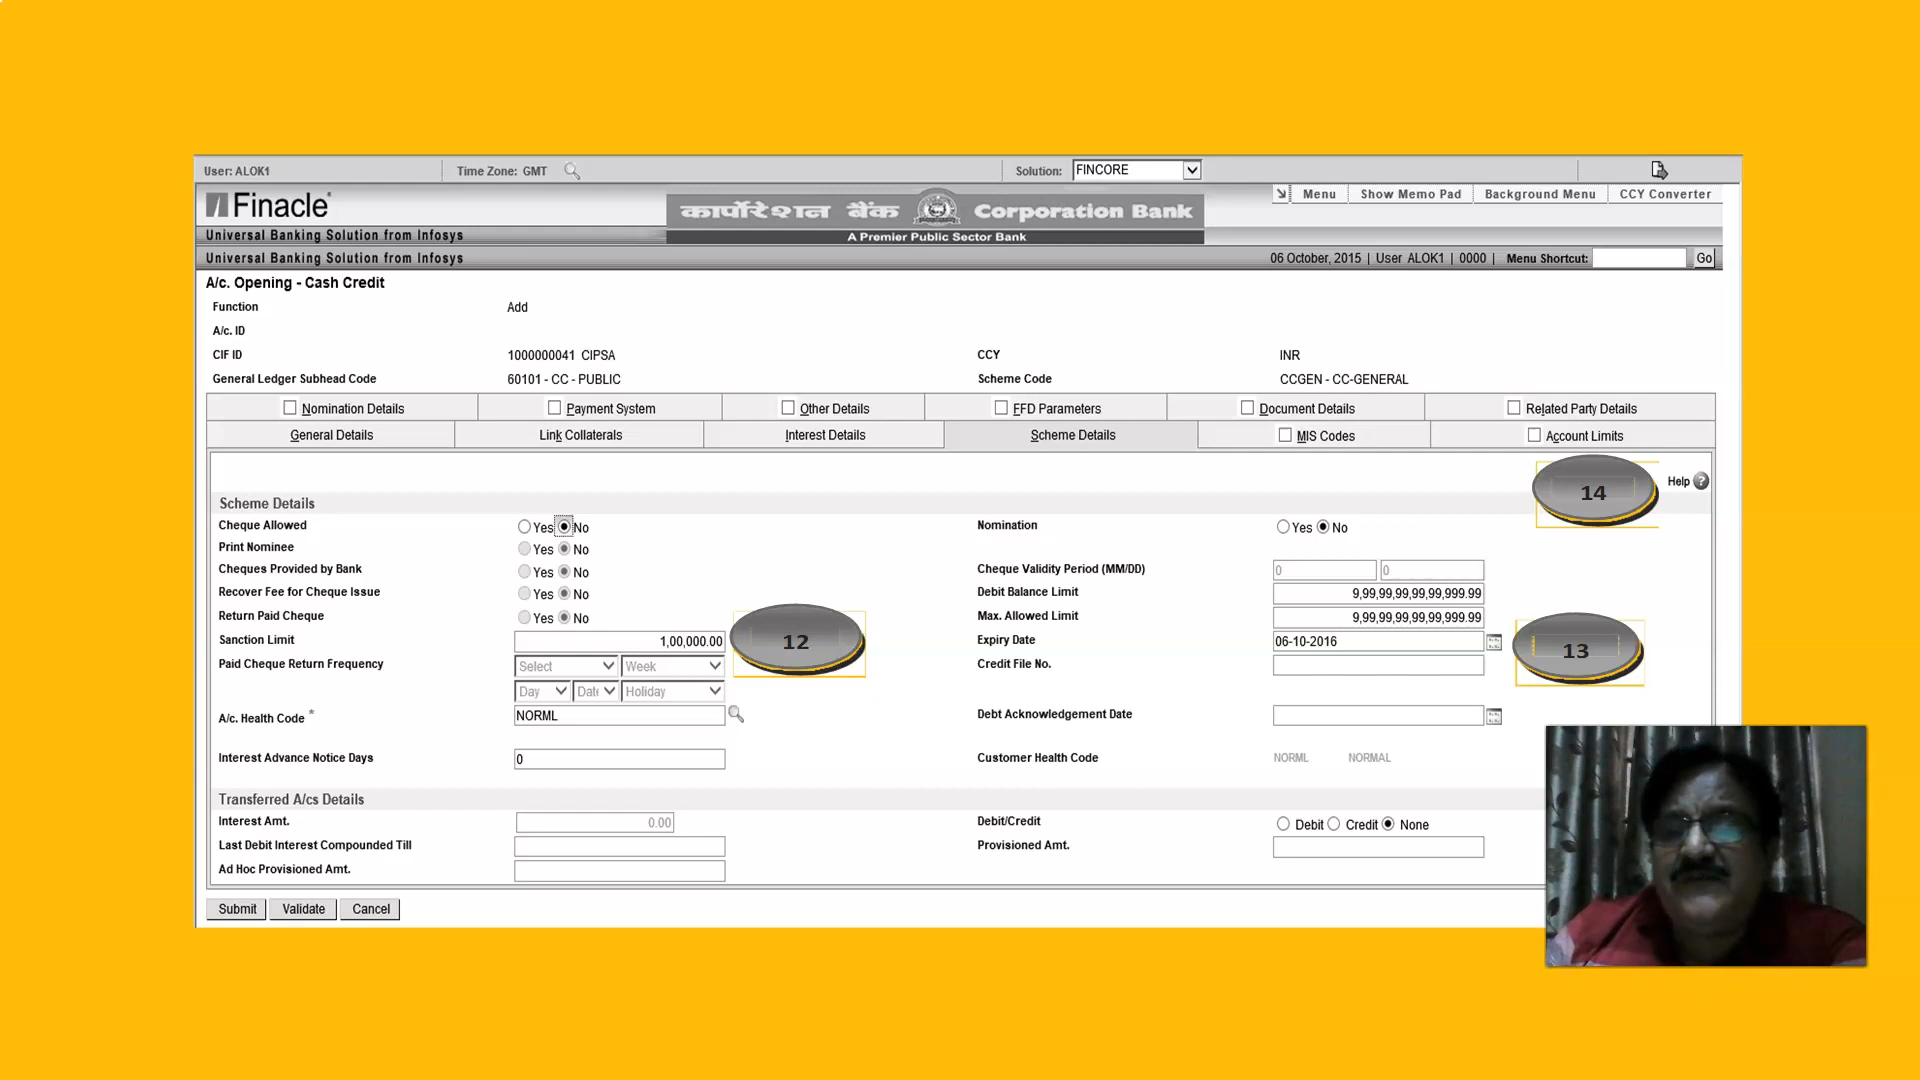 User: ALOK1 Time Zone: GMT Solution: FINCORE
Finacle
कार्पोरेशन बैंक Corporation Bank
A Premier Public Sector Bank
Menu Show Memo Pad Background Menu CCY Converter
Universal Banking Solution from Infosys
Universal Banking Solution from Infosys 06 October, 2015 | User ALOK1 | 0000 | Menu Shortcut: Go
A/c. Opening - Cash Credit
Function Add
A/c. ID
CIF ID 1000000041 CIPSA CCY INR
General Ledger Subhead Code 60101 - CC - PUBLIC Scheme Code CCGEN - CC-GENERAL
Nomination Details Payment System Other Details FFD Parameters Document Details Related Party Details
General Details Link Collaterals Interest Details Scheme Details MIS Codes Account Limits
14 Help ?
Scheme Details
Cheque Allowed Yes No Nomination Yes No
Print Nominee Yes No
Cheques Provided by Bank Yes No Cheque Validity Period (MM/DD) 0 0
Recover Fee for Cheque Issue Yes No Debit Balance Limit 9,99,99,99,99,99,999.99
Return Paid Cheque Yes No Max. Allowed Limit 9,99,99,99,99,99,999.99
Sanction Limit 1,00,000.00 12 Expiry Date 06-10-2016 13
Paid Cheque Return Frequency Select Week Credit File No.
Day Date Holiday
A/c. Health Code * NORML Debt Acknowledgement Date
Interest Advance Notice Days 0 Customer Health Code NORML NORMAL
Transferred A/cs Details
Interest Amt. 0.00 Debit/Credit Debit Credit None
Last Debit Interest Compounded Till Provisioned Amt.
Ad Hoc Provisioned Amt.
Submit Validate Cancel